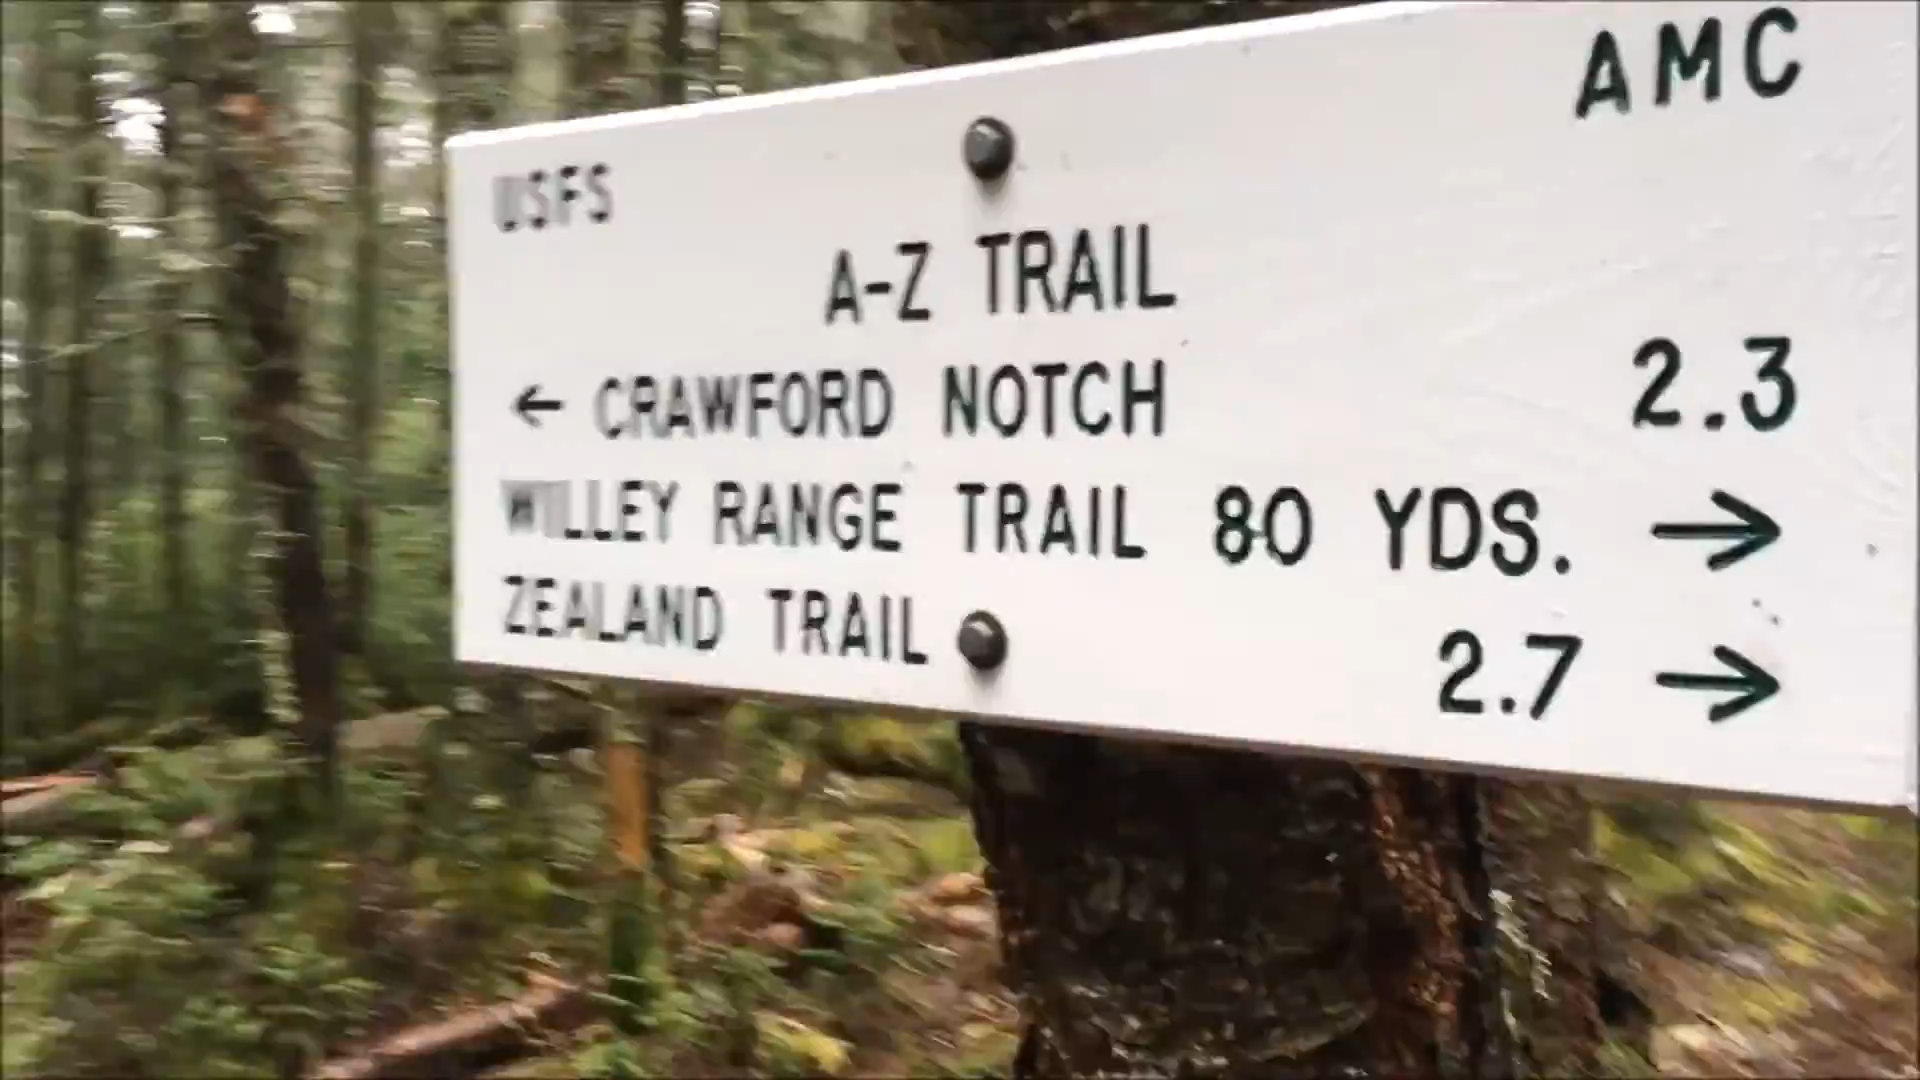 USFS AMC
A-Z TRAIL
← CRAWFORD NOTCH 2.3
WILLEY RANGE TRAIL 80 YDS. →
ZEALAND TRAIL 2.7 →